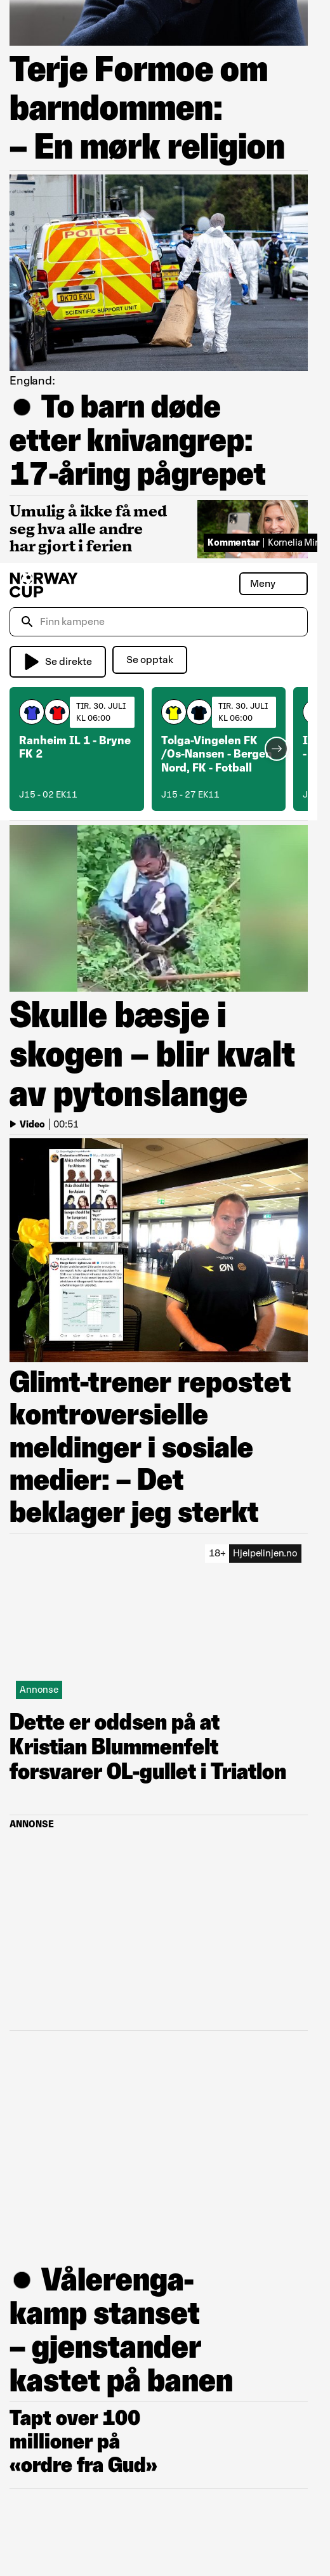 Terje Formoe om
barndommen:
– En mørk religion
POLICE
SCIENTIFIC SUPPORT UNIT
England:
● To barn døde
etter knivangrep:
17-åring pågrepet
Umulig å ikke få med
seg hva alle andre
har gjort i ferien
Kommentar | Kornelia Min
NORWAY
CUP
Meny
Finn kampene
Se direkte
Se opptak
TIR. 30. JULI
KL 06:00
Ranheim IL 1 - Bryne
FK 2
J15 - 02 EK11
TIR. 30. JULI
KL 06:00
Tolga-Vingelen FK
/Os-Nansen - Bergen
Nord, FK - Fotball
J15 - 27 EK11
Skulle bæsje i
skogen – blir kvalt
av pytonslange
Video | 00:51
ØN
Glimt-trener repostet
kontroversielle
meldinger i sosiale
medier: – Det
beklager jeg sterkt
18+ Hjelpelinjen.no
Annonse
Dette er oddsen på at
Kristian Blummenfelt
forsvarer OL-gullet i Triatlon
ANNONSE
● Vålerenga-
kamp stanset
– gjenstander
kastet på banen
Tapt over 100
millioner på
«ordre fra Gud»